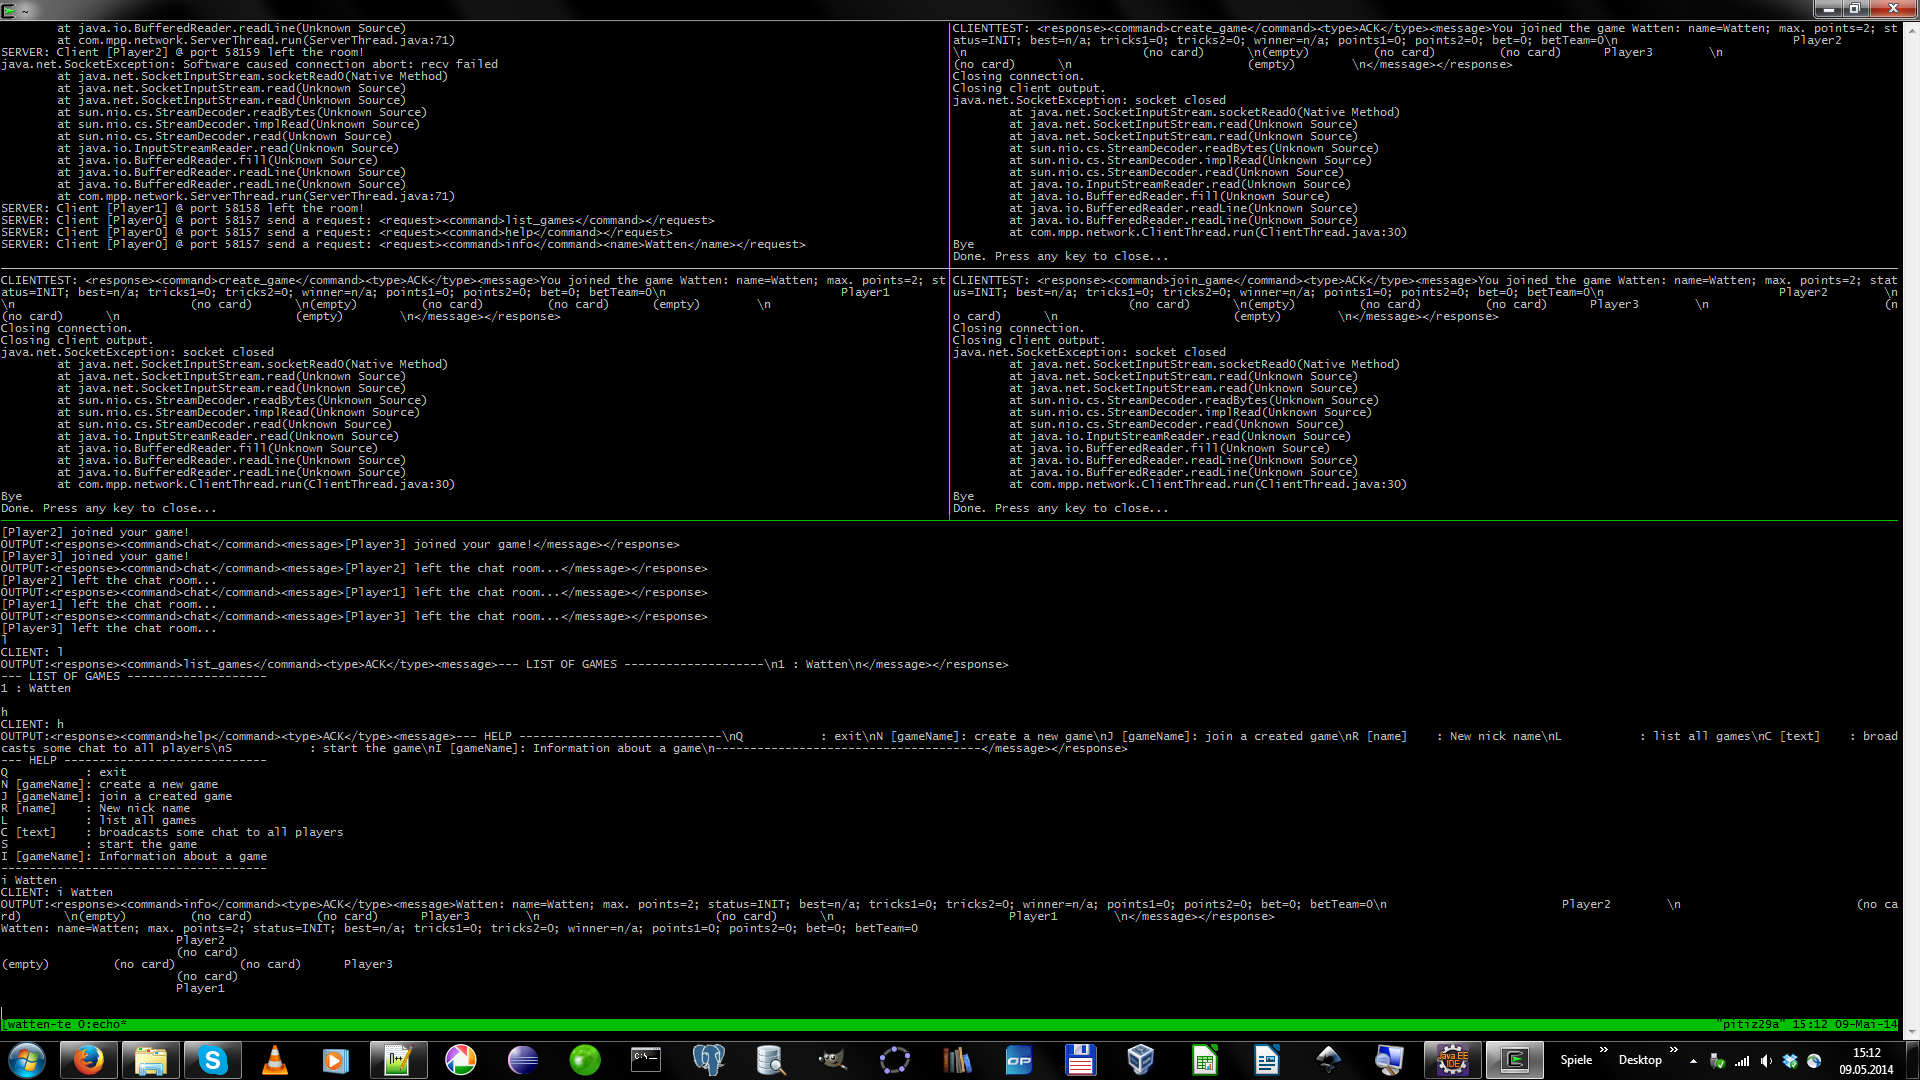 ~
at java.io.BufferedReader.readLine(Unknown Source)
at com.mpp.network.ServerThread.run(ServerThread.java:71)
SERVER: Client [Player2] @ port 58159 left the room!
java.net.SocketException: Software caused connection abort: recv failed
at java.net.SocketInputStream.socketRead0(Native Method)
at java.net.SocketInputStream.read(Unknown Source)
at java.net.SocketInputStream.read(Unknown Source)
at sun.nio.cs.StreamDecoder.readBytes(Unknown Source)
at sun.nio.cs.StreamDecoder.implRead(Unknown Source)
at sun.nio.cs.StreamDecoder.read(Unknown Source)
at java.io.InputStreamReader.read(Unknown Source)
at java.io.BufferedReader.fill(Unknown Source)
at java.io.BufferedReader.readLine(Unknown Source)
at java.io.BufferedReader.readLine(Unknown Source)
at com.mpp.network.ServerThread.run(ServerThread.java:71)
SERVER: Client [Player1] @ port 58158 left the room!
SERVER: Client [Player0] @ port 58157 send a request: <request><command>list_games</command></request>
SERVER: Client [Player0] @ port 58157 send a request: <request><command>help</command></request>
SERVER: Client [Player0] @ port 58157 send a request: <request><command>info</command><name>Watten</name></request>
CLIENTTEST: <response><command>create_game</command><type>ACK</type><message>You joined the game Watten: name=Watten; max. points=2; st
atus=INIT; best=n/a; tricks1=0; tricks2=0; winner=n/a; points1=0; points2=0; bet=0; betTeam=0\n Player2
\n (no card) \n(empty) (no card) (no card) Player3 \n
(no card) \n (empty) \n</message></response>
Closing connection.
Closing client output.
java.net.SocketException: socket closed
at java.net.SocketInputStream.socketRead0(Native Method)
at java.net.SocketInputStream.read(Unknown Source)
at java.net.SocketInputStream.read(Unknown Source)
at sun.nio.cs.StreamDecoder.readBytes(Unknown Source)
at sun.nio.cs.StreamDecoder.implRead(Unknown Source)
at sun.nio.cs.StreamDecoder.read(Unknown Source)
at java.io.InputStreamReader.read(Unknown Source)
at java.io.BufferedReader.fill(Unknown Source)
at java.io.BufferedReader.readLine(Unknown Source)
at java.io.BufferedReader.readLine(Unknown Source)
at com.mpp.network.ClientThread.run(ClientThread.java:30)
Bye
Done. Press any key to close...
CLIENTTEST: <response><command>create_game</command><type>ACK</type><message>You joined the game Watten: name=Watten; max. points=2; st
atus=INIT; best=n/a; tricks1=0; tricks2=0; winner=n/a; points1=0; points2=0; bet=0; betTeam=0\n Player1
\n (no card) \n(empty) (no card) (no card) (empty) \n
(no card) \n (empty) \n</message></response>
Closing connection.
Closing client output.
java.net.SocketException: socket closed
at java.net.SocketInputStream.socketRead0(Native Method)
at java.net.SocketInputStream.read(Unknown Source)
at java.net.SocketInputStream.read(Unknown Source)
at sun.nio.cs.StreamDecoder.readBytes(Unknown Source)
at sun.nio.cs.StreamDecoder.implRead(Unknown Source)
at sun.nio.cs.StreamDecoder.read(Unknown Source)
at java.io.InputStreamReader.read(Unknown Source)
at java.io.BufferedReader.fill(Unknown Source)
at java.io.BufferedReader.readLine(Unknown Source)
at java.io.BufferedReader.readLine(Unknown Source)
at com.mpp.network.ClientThread.run(ClientThread.java:30)
Bye
Done. Press any key to close...
CLIENTTEST: <response><command>join_game</command><type>ACK</type><message>You joined the game Watten: name=Watten; max. points=2; stat
us=INIT; best=n/a; tricks1=0; tricks2=0; winner=n/a; points1=0; points2=0; bet=0; betTeam=0\n Player2 \n
(no card) \n(empty) (no card) (no card) Player3 \n (n
o card) \n (empty) \n</message></response>
Closing connection.
Closing client output.
java.net.SocketException: socket closed
at java.net.SocketInputStream.socketRead0(Native Method)
at java.net.SocketInputStream.read(Unknown Source)
at java.net.SocketInputStream.read(Unknown Source)
at sun.nio.cs.StreamDecoder.readBytes(Unknown Source)
at sun.nio.cs.StreamDecoder.implRead(Unknown Source)
at sun.nio.cs.StreamDecoder.read(Unknown Source)
at java.io.InputStreamReader.read(Unknown Source)
at java.io.BufferedReader.fill(Unknown Source)
at java.io.BufferedReader.readLine(Unknown Source)
at java.io.BufferedReader.readLine(Unknown Source)
at com.mpp.network.ClientThread.run(ClientThread.java:30)
Bye
Done. Press any key to close...
[Player2] joined your game!
OUTPUT:<response><command>chat</command><message>[Player3] joined your game!</message></response>
[Player3] joined your game!
OUTPUT:<response><command>chat</command><message>[Player2] left the chat room...</message></response>
[Player2] left the chat room...
OUTPUT:<response><command>chat</command><message>[Player1] left the chat room...</message></response>
[Player1] left the chat room...
OUTPUT:<response><command>chat</command><message>[Player3] left the chat room...</message></response>
[Player3] left the chat room...
l
CLIENT: l
OUTPUT:<response><command>list_games</command><type>ACK</type><message>--- LIST OF GAMES --------------------\n1 : Watten\n</message></response>
--- LIST OF GAMES --------------------
1 : Watten
h
CLIENT: h
OUTPUT:<response><command>help</command><type>ACK</type><message>--- HELP -----------------------------\nQ : exit\nN [gameName]: create a new game\nJ [gameName]: join a created game\nR [name] : New nick name\nL : list all games\nC [text] : broad
casts some chat to all players\nS : start the game\nI [gameName]: Information about a game\n--------------------------------------</message></response>
--- HELP -----------------------------
Q : exit
N [gameName]: create a new game
J [gameName]: join a created game
R [name] : New nick name
L : list all games
C [text] : broadcasts some chat to all players
S : start the game
I [gameName]: Information about a game
--------------------------------------
i Watten
CLIENT: i Watten
OUTPUT:<response><command>info</command><type>ACK</type><message>Watten: name=Watten; max. points=2; status=INIT; best=n/a; tricks1=0; tricks2=0; winner=n/a; points1=0; points2=0; bet=0; betTeam=0\n Player2 \n (no ca
rd) \n(empty) (no card) (no card) Player3 \n (no card) \n Player1 \n</message></response>
Watten: name=Watten; max. points=2; status=INIT; best=n/a; tricks1=0; tricks2=0; winner=n/a; points1=0; points2=0; bet=0; betTeam=0
Player2
(no card)
(empty) (no card) (no card) Player3
(no card)
Player1
[watten-te 0:echo* "pitiz29a" 15:12 09-Mai-14
C:\_
OP
Java EE
IDE
Spiele »
Desktop »
15:12
09.05.2014